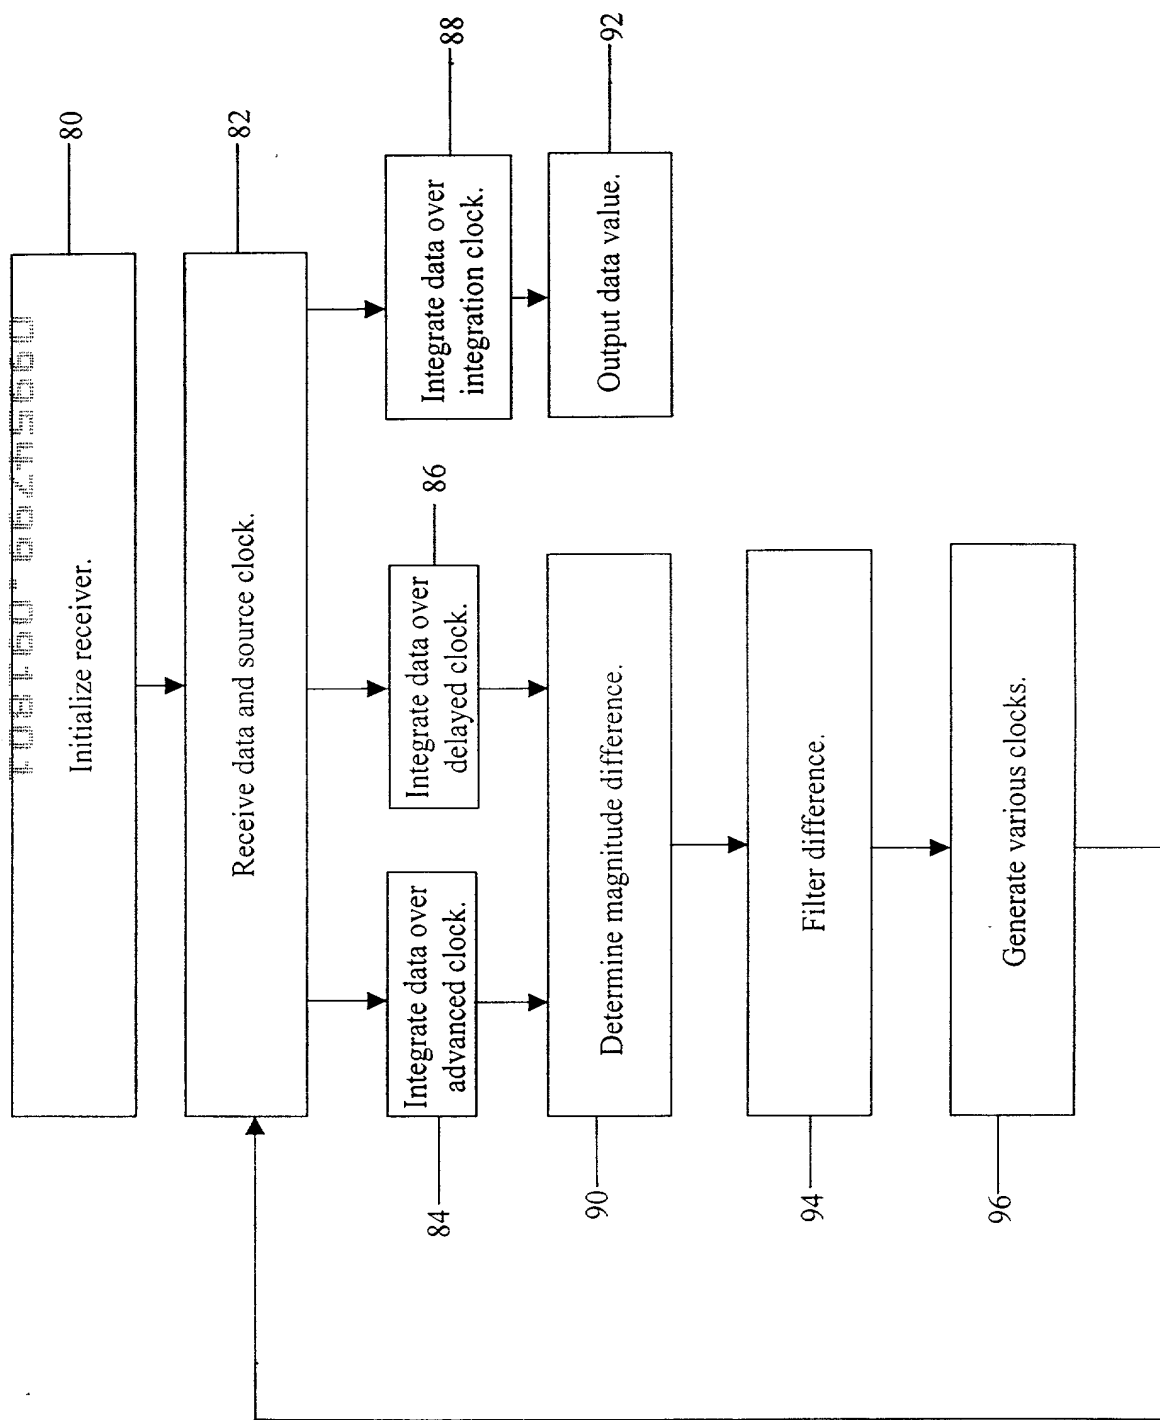 Initialize receiver.
80
Receive data and source clock.
82
Integrate data over
advanced clock.
84
Integrate data over
delayed clock.
86
Integrate data over
integration clock.
88
Determine magnitude difference.
90
Output data value.
92
Filter difference.
94
Generate various clocks.
96